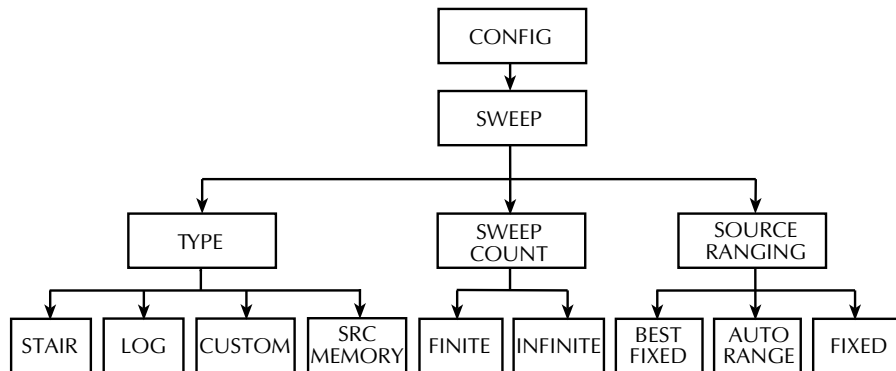 CONFIG
SWEEP
TYPE
SWEEP
COUNT
SOURCE
RANGING
STAIR
LOG
CUSTOM
SRC
MEMORY
FINITE
INFINITE
BEST
FIXED
AUTO
RANGE
FIXED